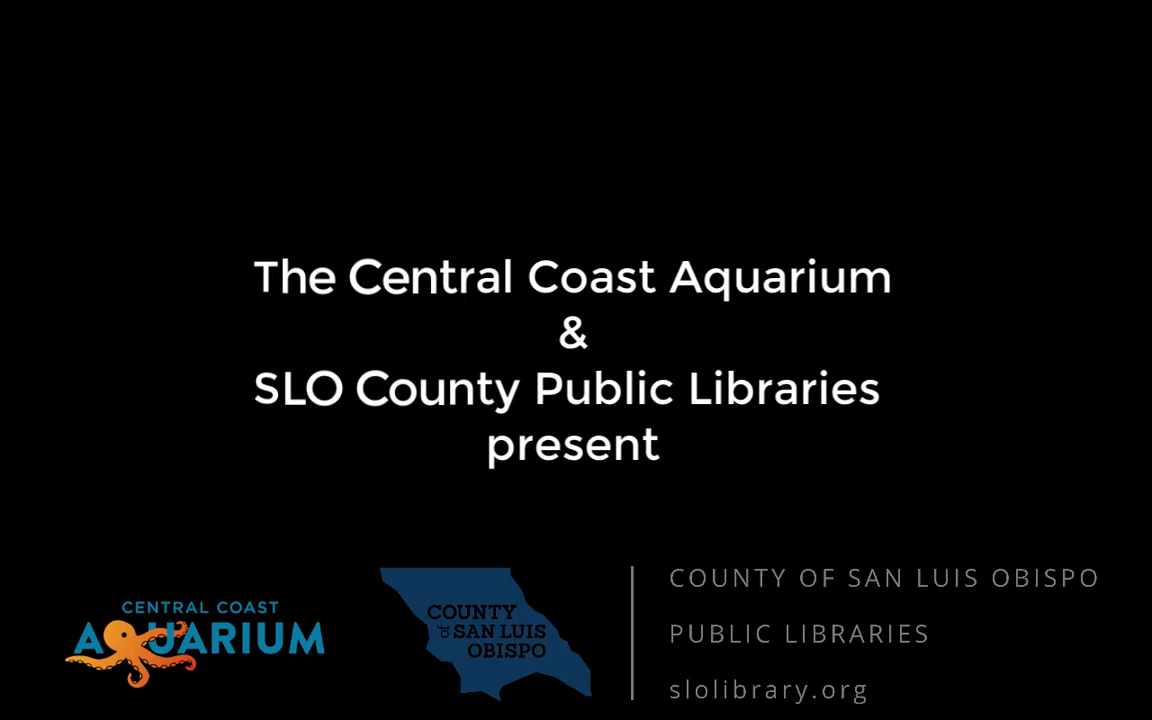 The Central Coast Aquarium
&
SLO County Public Libraries
present
CENTRAL COAST
AQUARIUM
COUNTY
of SAN LUIS
OBISPO
COUNTY OF SAN LUIS OBISPO
PUBLIC LIBRARIES
slolibrary.org